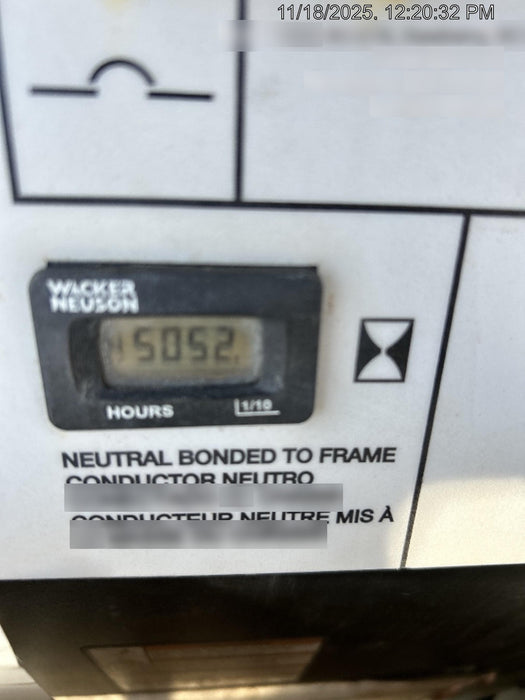 11/18/2025. 12:20:32 PM
WACKER
NEUSON
5052.
HOURS 1/10
NEUTRAL BONDED TO FRAME
CONDUCTOR NEUTRO
CONDUCTEUR NEUTRE MIS À